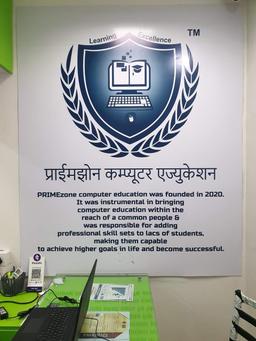 Learning Excellence
TM
प्राईमझोन कम्प्यूटर एज्युकेशन
PRIMEzone computer education was founded in 2020.
It was instrumental in bringing
computer education within the
reach of a common people &
was responsible for adding
professional skill sets to lacs of students,
making them capable
to achieve higher goals in life and become successful.